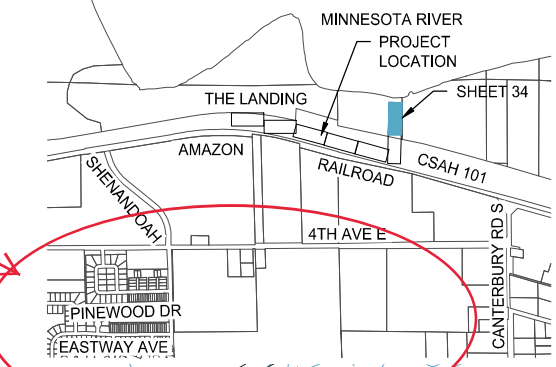 MINNESOTA RIVER
PROJECT
LOCATION
THE LANDING
SHEET 34
AMAZON
RAILROAD
CSAH 101
SHENANDOAH
4TH AVE E
CANTERBURY RD S
PINEWOOD DR
EASTWAY AVE